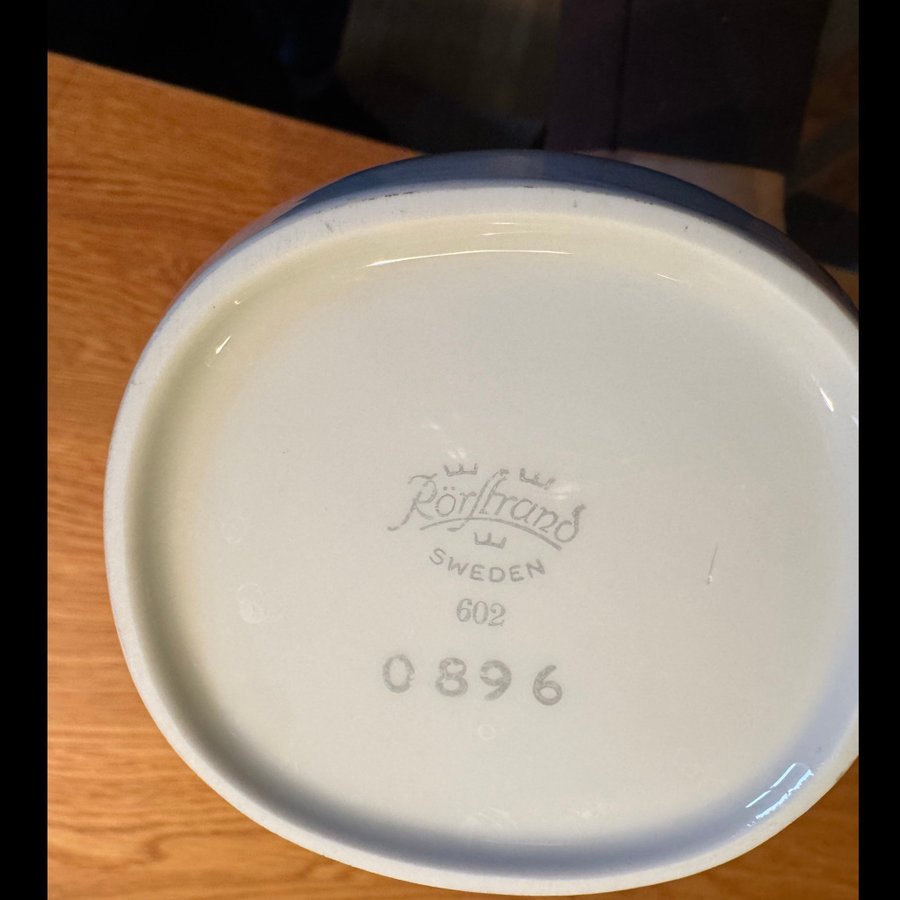 Rörstrand
SWEDEN
602
0896